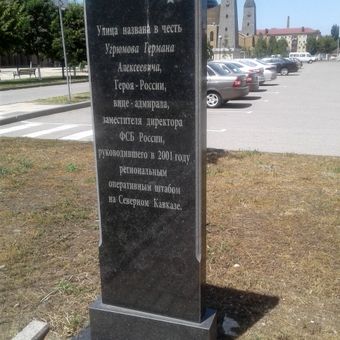 Улица названа в честь
Угрюмова Германа
Алексеевича,
Героя России,
вице-адмирала,
заместителя директора
ФСБ России,
руководившего в 2001 году
региональным
оперативным штабом
на Северном Кавказе.